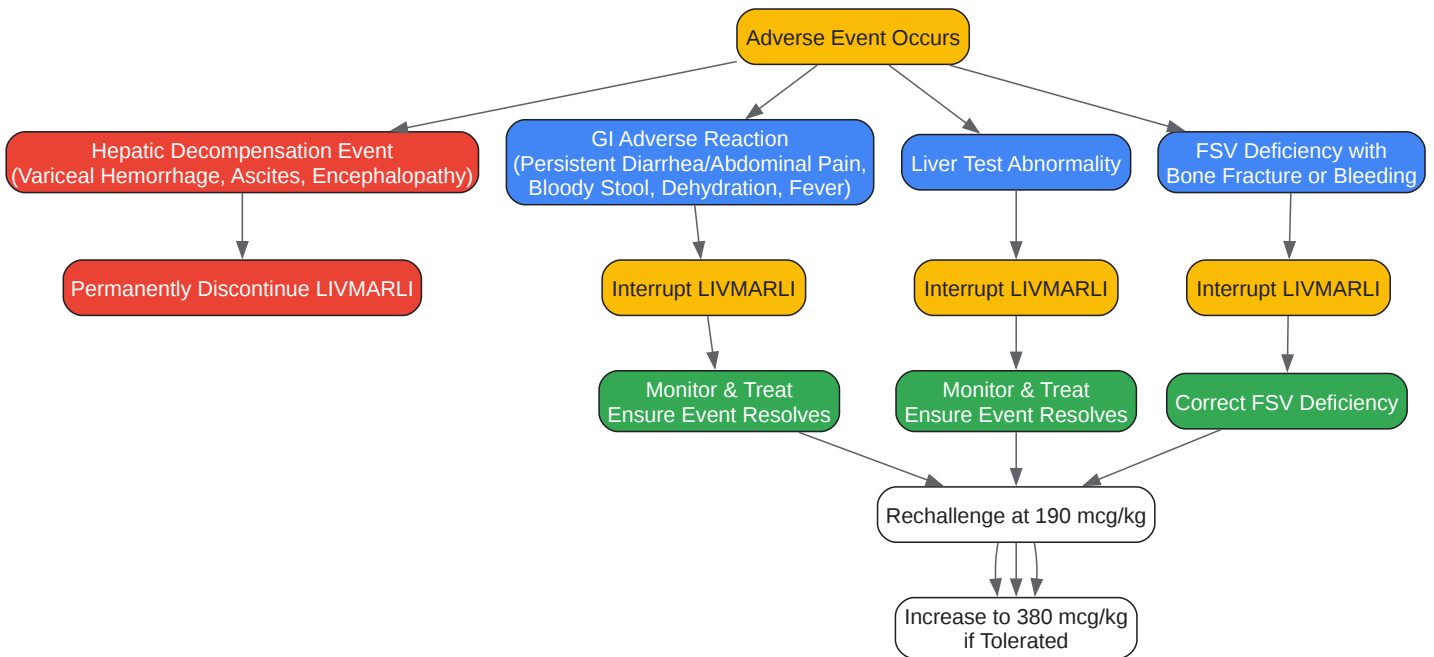 Adverse Event Occurs
Hepatic Decompensation Event
(Variceal Hemorrhage, Ascites, Encephalopathy)
GI Adverse Reaction
(Persistent Diarrhea/Abdominal Pain,
Bloody Stool, Dehydration, Fever)
Liver Test Abnormality
FSV Deficiency with
Bone Fracture or Bleeding
Permanently Discontinue LIVMARLI
Interrupt LIVMARLI
Interrupt LIVMARLI
Interrupt LIVMARLI
Monitor & Treat
Ensure Event Resolves
Monitor & Treat
Ensure Event Resolves
Correct FSV Deficiency
Rechallenge at 190 mcg/kg
Increase to 380 mcg/kg
if Tolerated